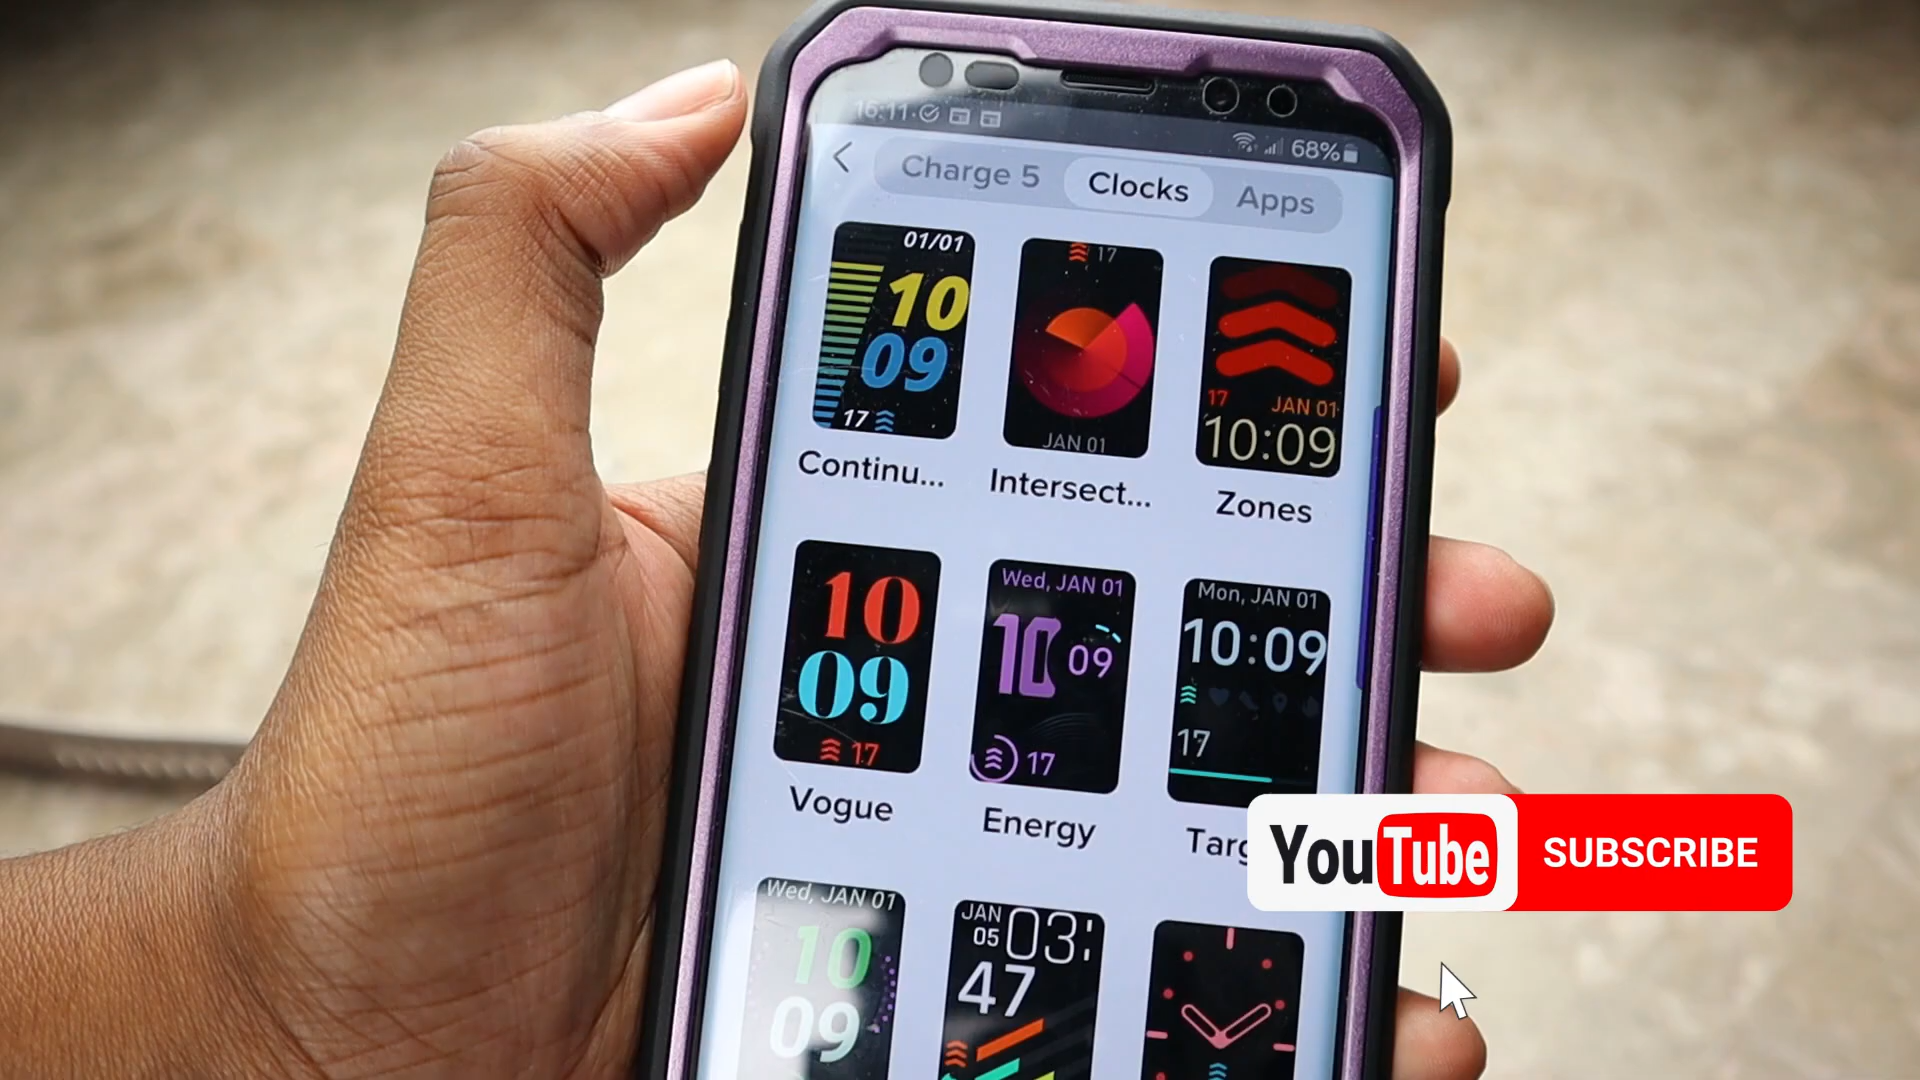 16:11
68%
Charge 5 Clocks Apps
01/01
10
09
17
Continu...
17
JAN 01
Intersect...
17 JAN 01
10:09
Zones
10
09
17
Vogue
Wed, JAN 01
10 09
17
Energy
Mon, JAN 01
10:09
17
Targ
YouTube SUBSCRIBE
Wed, JAN 01
10
09
JAN
05 03:
47